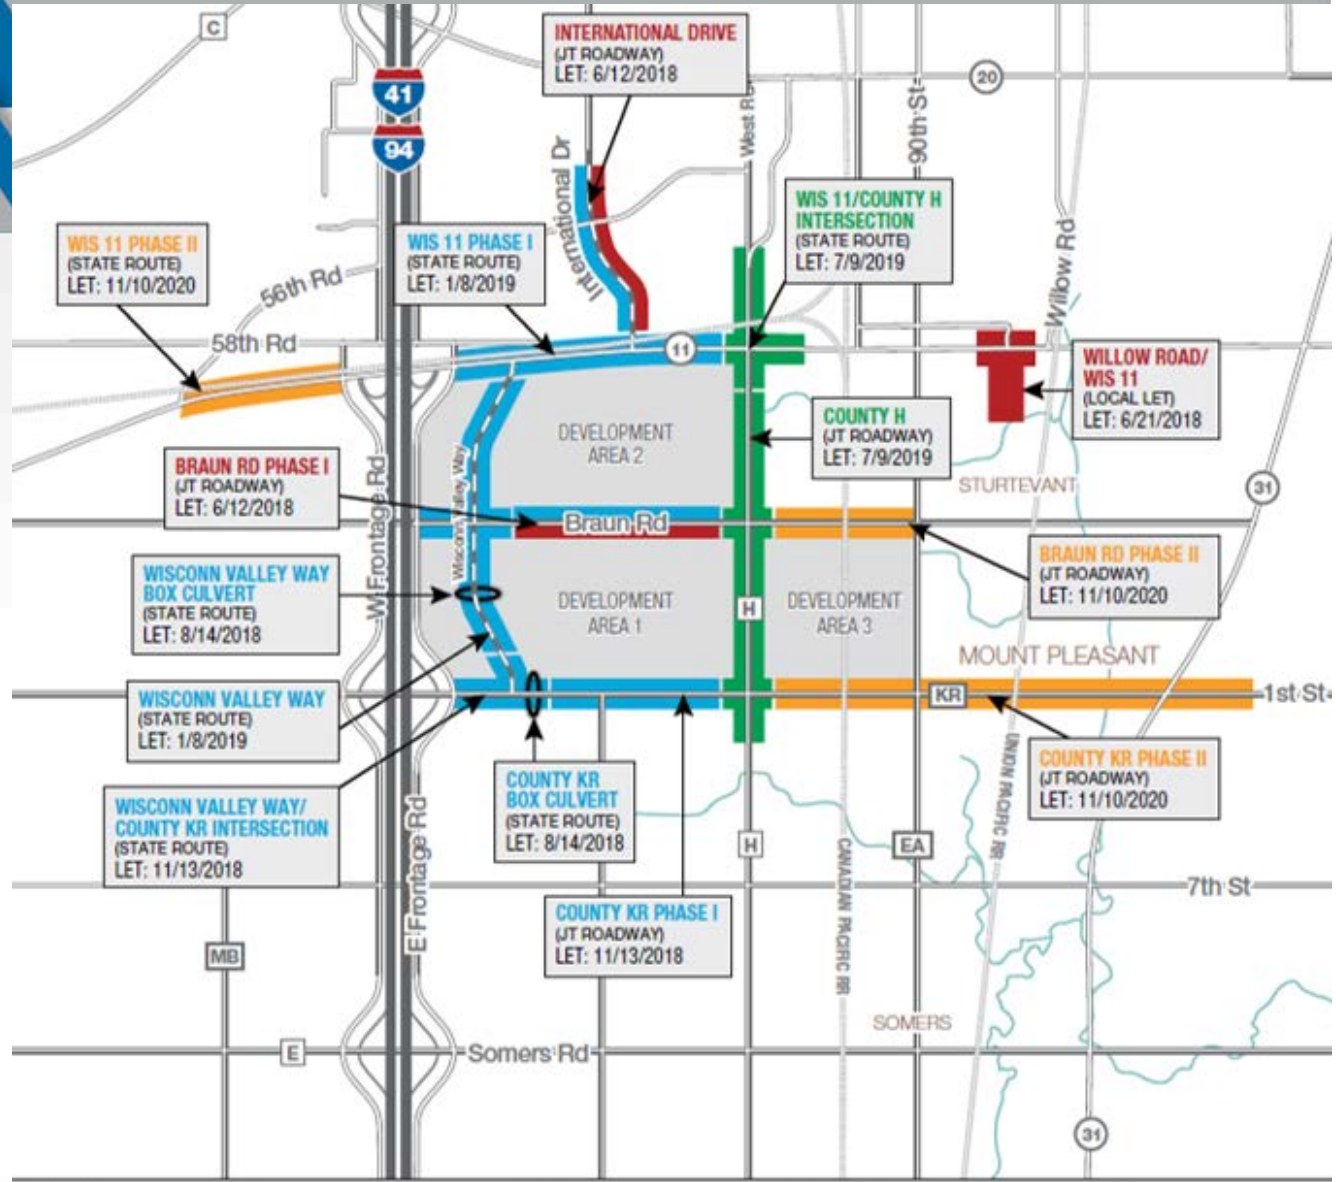 C
41
94
INTERNATIONAL DRIVE
(JT ROADWAY)
LET: 6/12/2018
20
West Rd
90th St
International Dr
WIS 11/COUNTY H
INTERSECTION
(STATE ROUTE)
LET: 7/9/2019
WIS 11 PHASE II
(STATE ROUTE)
LET: 11/10/2020
WIS 11 PHASE I
(STATE ROUTE)
LET: 1/8/2019
Willow Rd
56th Rd
58th Rd
11
WILLOW ROAD/
WIS 11
(LOCAL LET)
LET: 6/21/2018
DEVELOPMENT
AREA 2
COUNTY H
(JT ROADWAY)
LET: 7/9/2019
BRAUN RD PHASE I
(JT ROADWAY)
LET: 6/12/2018
W Frontage Rd
Wisconn Valley Way
STURTEVANT
31
Braun Rd
BRAUN RD PHASE II
(JT ROADWAY)
LET: 11/10/2020
WISCONN VALLEY WAY
BOX CULVERT
(STATE ROUTE)
LET: 8/14/2018
DEVELOPMENT
AREA 1
H
DEVELOPMENT
AREA 3
MOUNT PLEASANT
WISCONN VALLEY WAY
(STATE ROUTE)
LET: 1/8/2019
KR
1st St
COUNTY KR PHASE II
(JT ROADWAY)
LET: 11/10/2020
UNION PACIFIC RR
COUNTY KR
BOX CULVERT
(STATE ROUTE)
LET: 8/14/2018
WISCONN VALLEY WAY/
COUNTY KR INTERSECTION
(STATE ROUTE)
LET: 11/13/2018
E Frontage Rd
H
EA
CANADIAN PACIFIC RR
7th St
COUNTY KR PHASE I
(JT ROADWAY)
LET: 11/13/2018
MB
SOMERS
E
Somers Rd
31